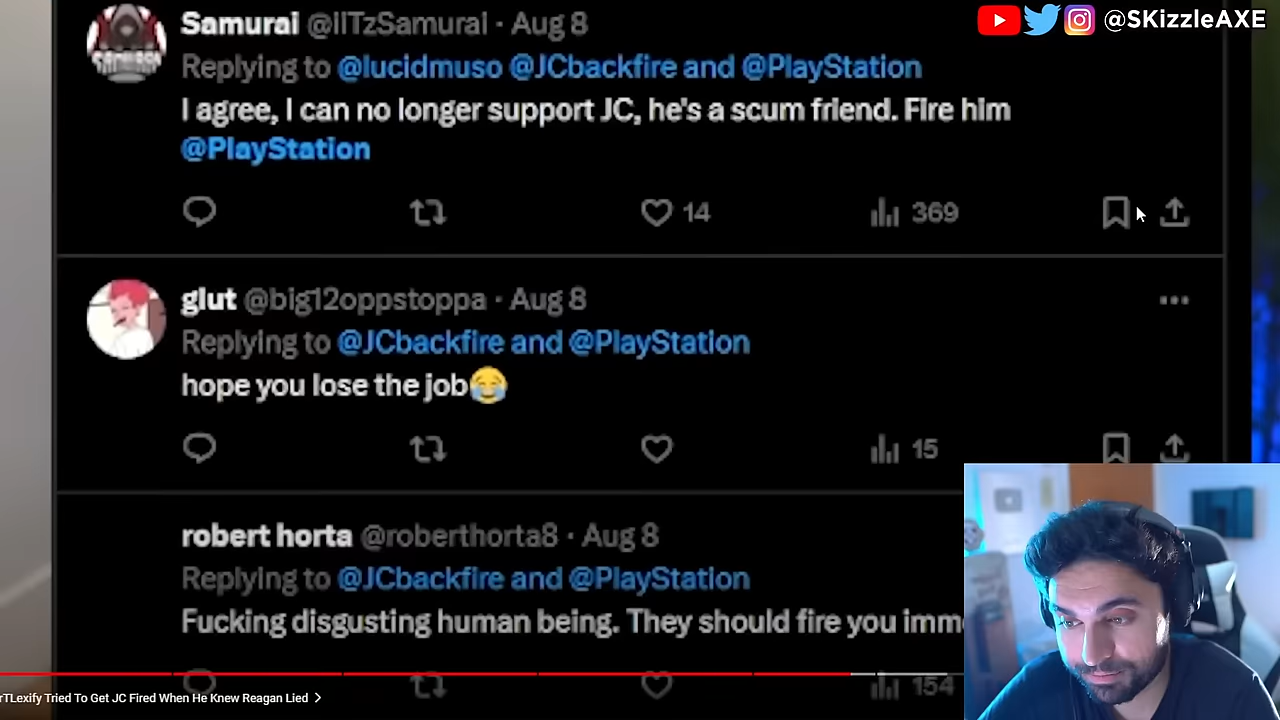 @SKizzleAXE
Samurai @IITzSamurai · Aug 8
Replying to @lucidmuso @JCbackfire and @PlayStation
I agree, I can no longer support JC, he's a scum friend. Fire him
@PlayStation
14 369
glut @big12oppstoppa · Aug 8
Replying to @JCbackfire and @PlayStation
hope you lose the job😂
15
robert horta @roberthorta8 · Aug 8
Replying to @JCbackfire and @PlayStation
Fucking disgusting human being. They should fire you imm
154
rTLexify Tried To Get JC Fired When He Knew Reagan Lied >